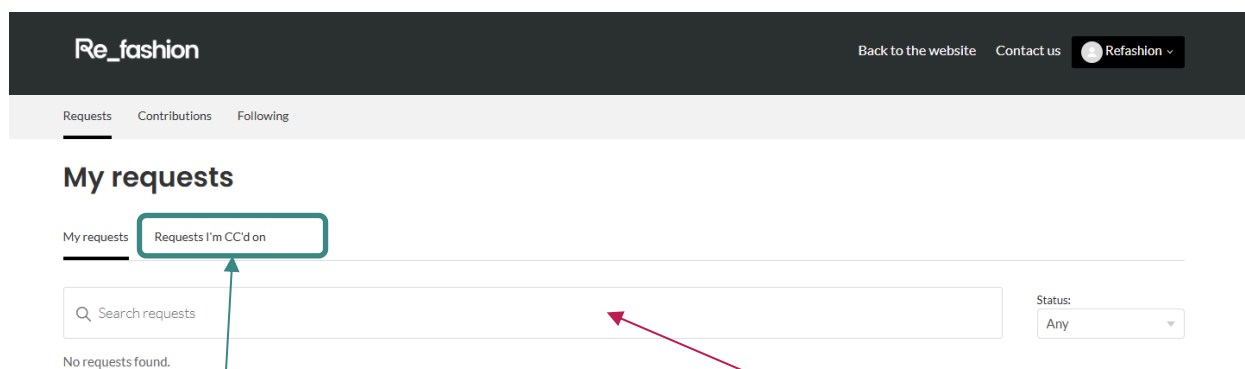 Re_fashion
Back to the website Contact us Refashion
Requests Contributions Following
My requests
My requests Requests I'm CC'd on
Search requests
Status:
Any
No requests found.